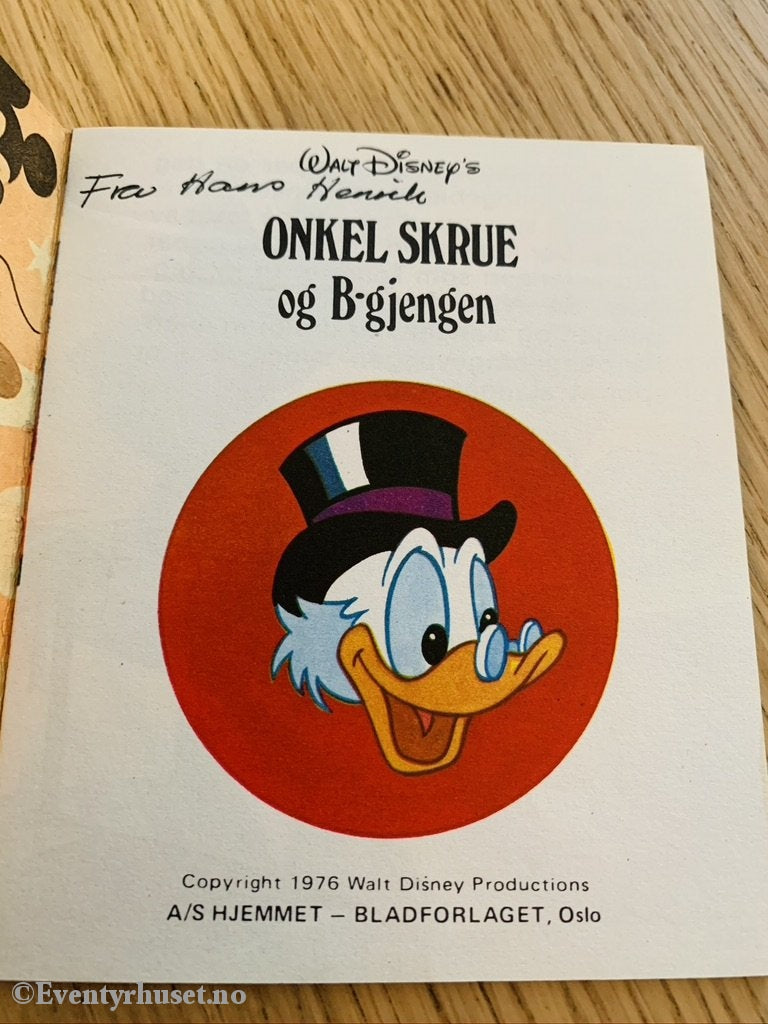 WALT DISNEY'S
Fra Hans Henrik
ONKEL SKRUE
og B-gjengen
Copyright 1976 Walt Disney Productions
A/S HJEMMET – BLADFORLAGET, Oslo
©Eventyrhuset.no